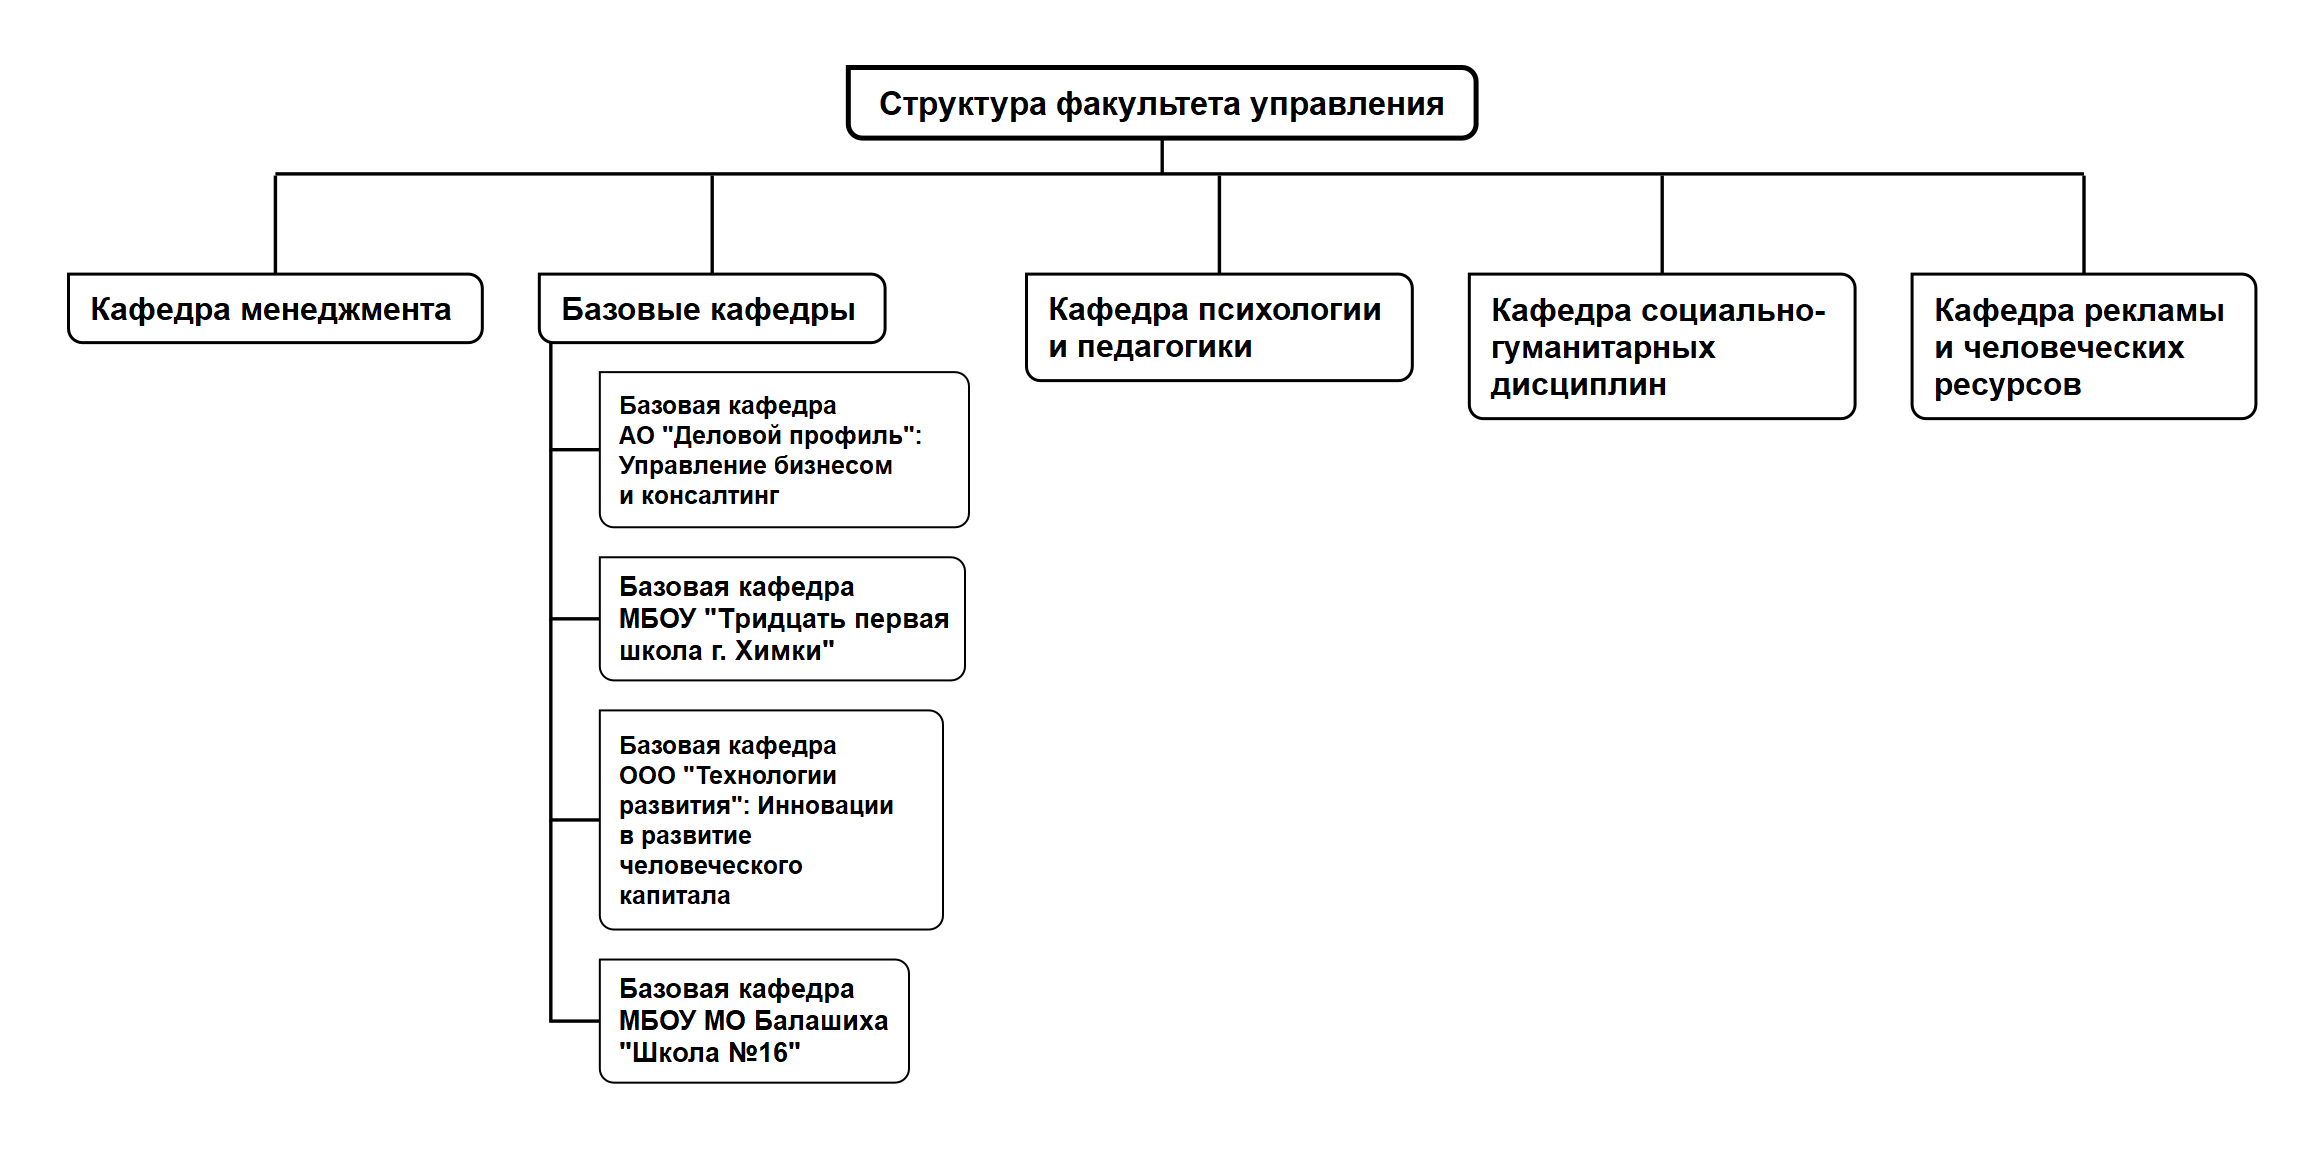 Структура факультета управления
Кафедра менеджмента
Базовые кафедры
Базовая кафедра
АО "Деловой профиль":
Управление бизнесом
и консалтинг
Базовая кафедра
МБОУ "Тридцать первая
школа г. Химки"
Базовая кафедра
ООО "Технологии
развития": Инновации
в развитие
человеческого
капитала
Базовая кафедра
МБОУ МО Балашиха
"Школа №16"
Кафедра психологии
и педагогики
Кафедра социально-
гуманитарных
дисциплин
Кафедра рекламы
и человеческих
ресурсов